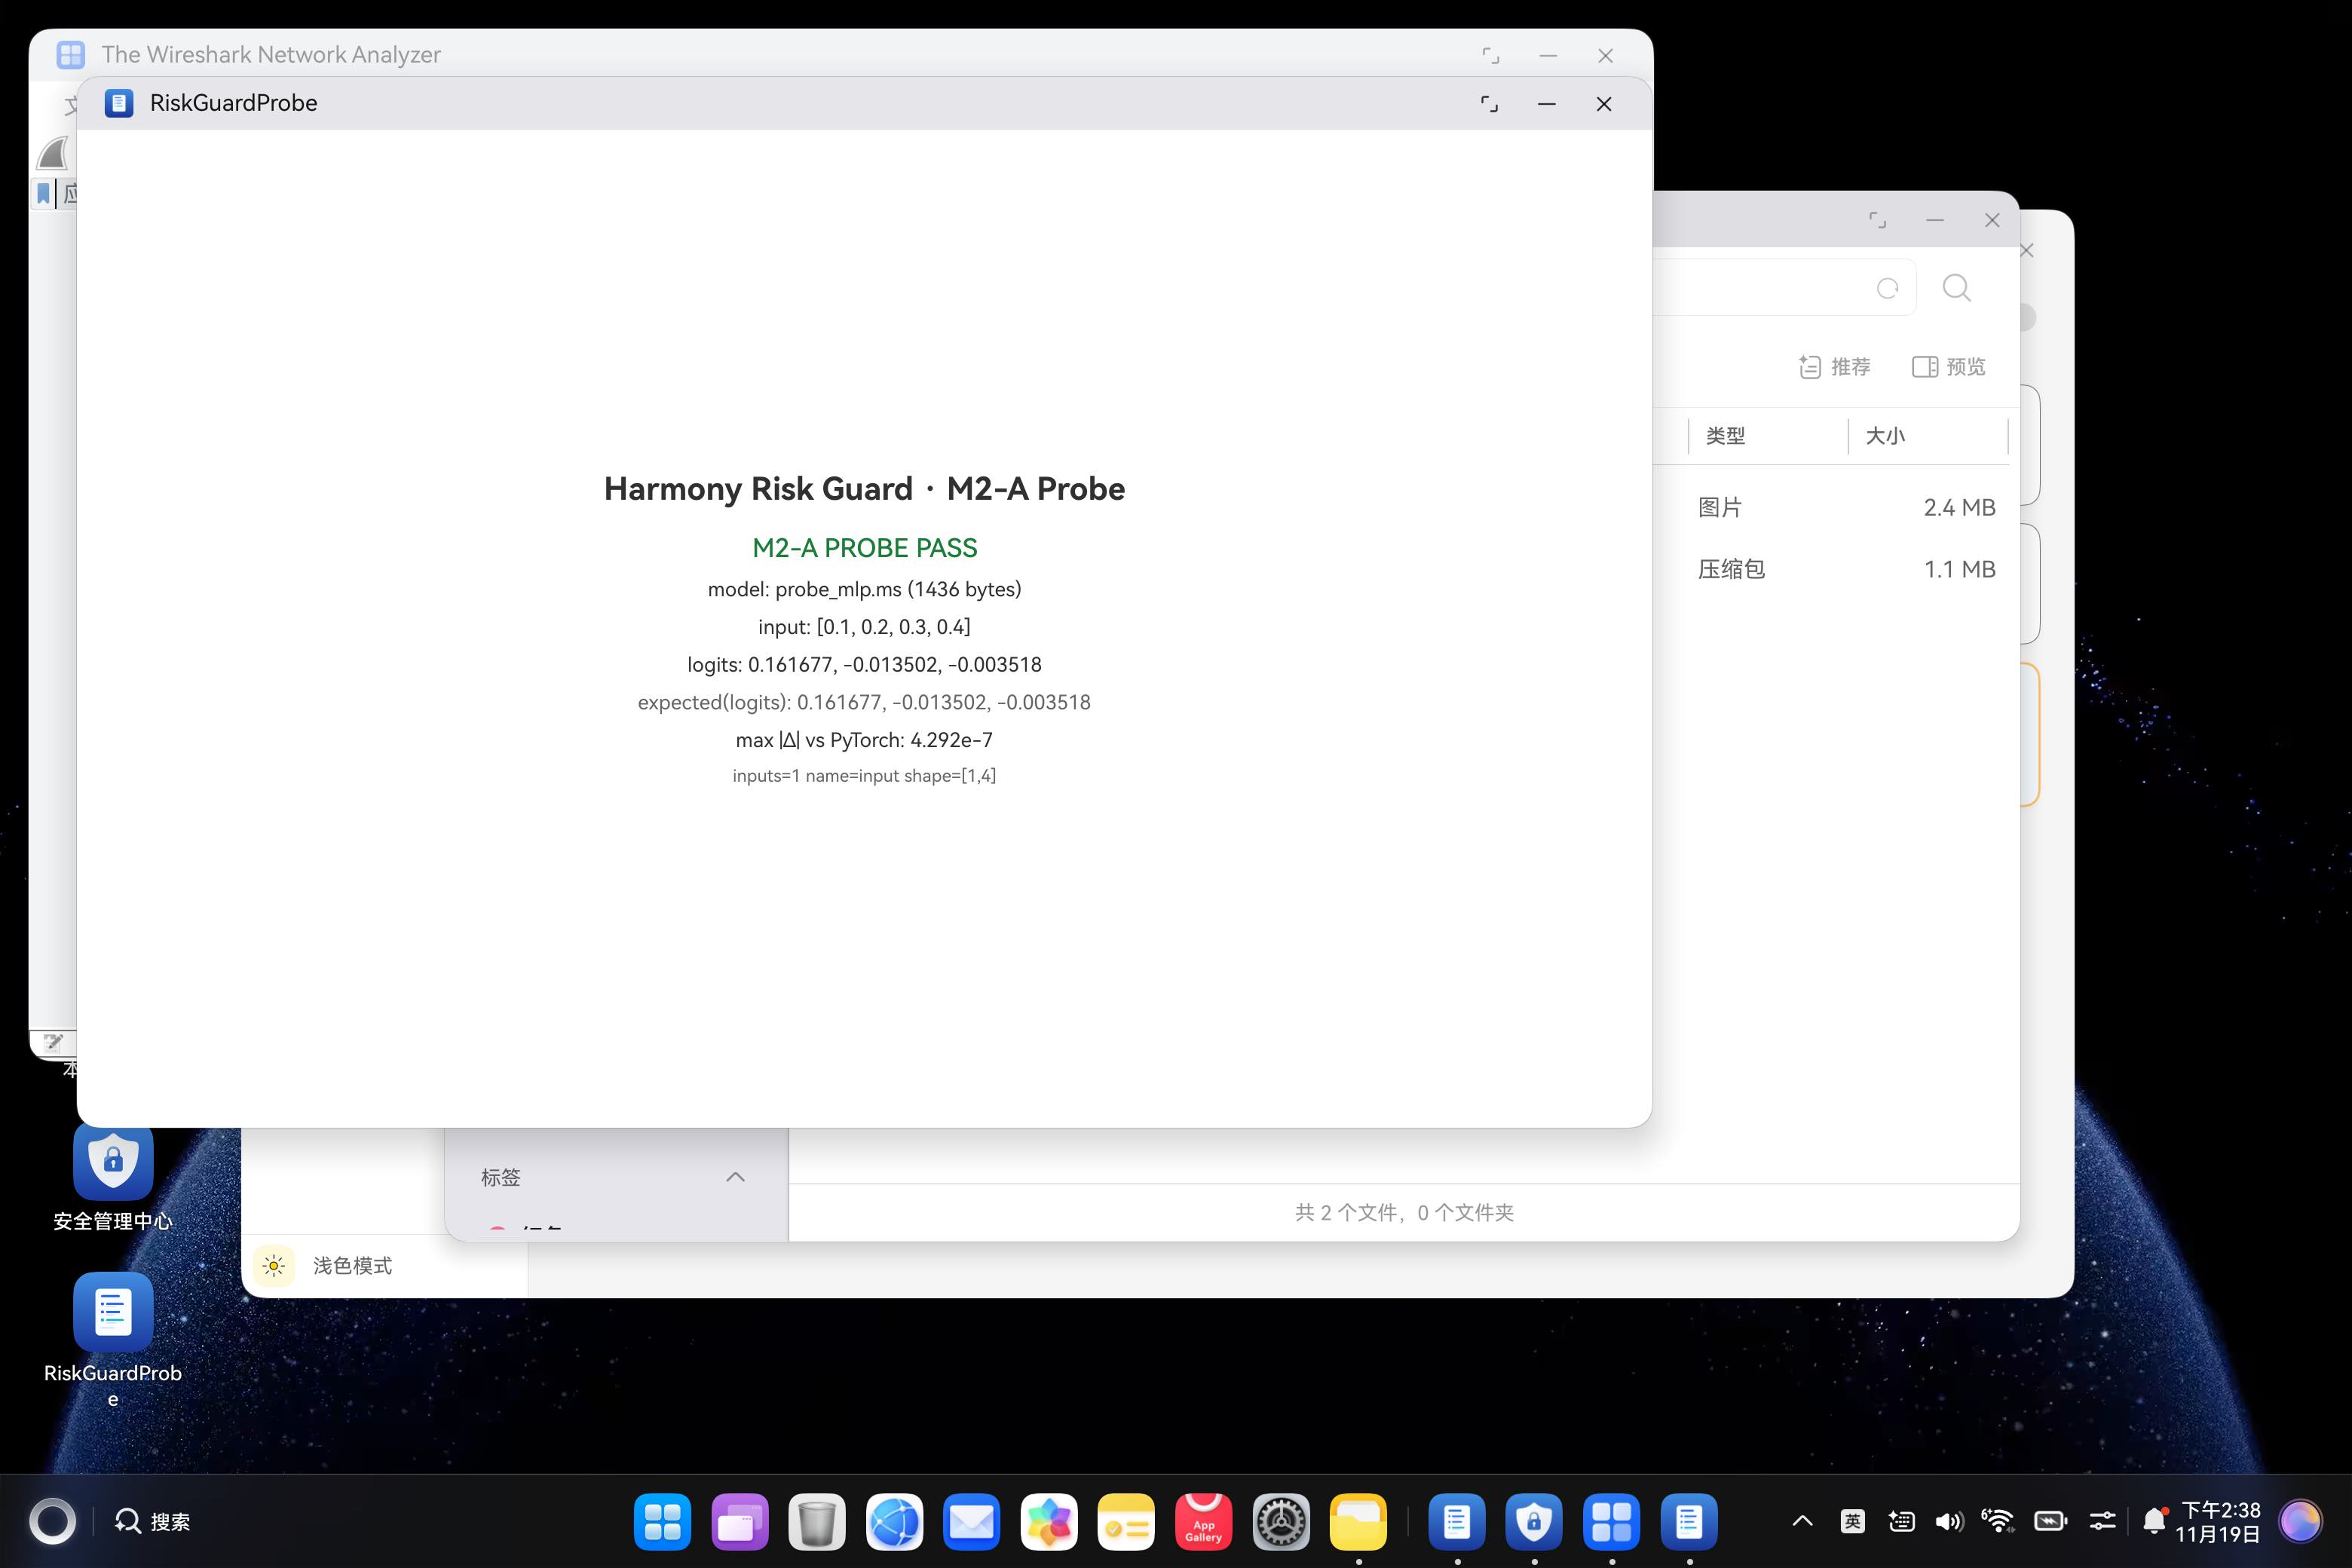 The Wireshark Network Analyzer
RiskGuardProbe
Harmony Risk Guard · M2-A Probe
M2-A PROBE PASS
model: probe_mlp.ms (1436 bytes)
input: [0.1, 0.2, 0.3, 0.4]
logits: 0.161677, -0.013502, -0.003518
expected(logits): 0.161677, -0.013502, -0.003518
max |Δ| vs PyTorch: 4.292e-7
inputs=1 name=input shape=[1,4]
推荐 预览
类型 大小
图片 2.4 MB
压缩包 1.1 MB
标签
共 2 个文件，0 个文件夹
浅色模式
安全管理中心
RiskGuardProb
e
搜索
App
Gallery
英
下午2:38
11月19日